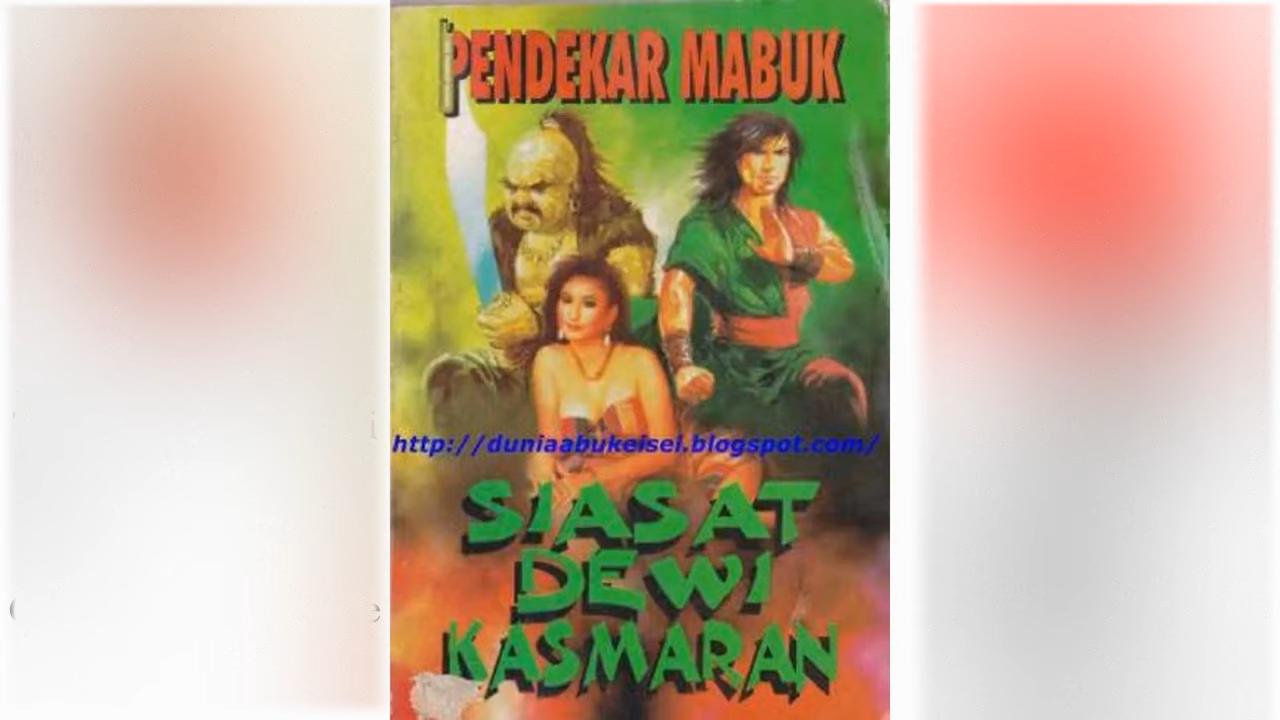 PENDEKAR MABUK
http://duniaabukeisel.blogspot.com/
SIASAT
DEWI
KASMARAN